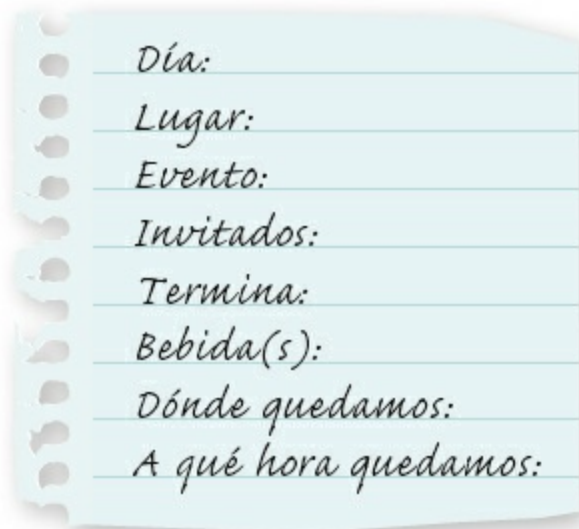 Día:
Lugar:
Evento:
Invitados:
Termina:
Bebida(s):
Dónde quedamos:
A qué hora quedamos: